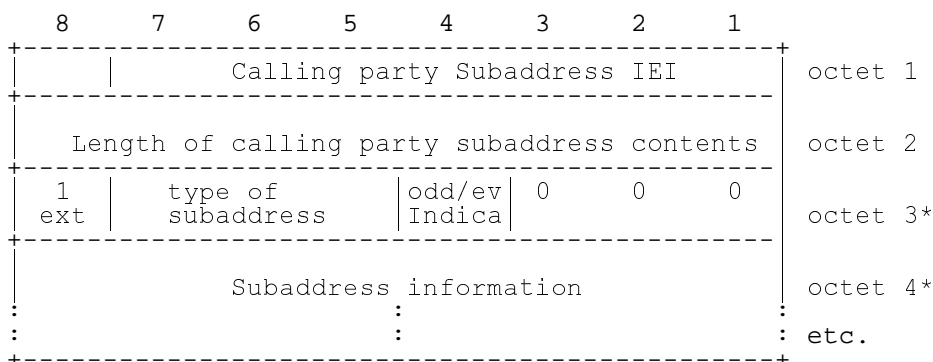 8 7 6 5 4 3 2 1
Calling party Subaddress IEI octet 1
Length of calling party subaddress contents octet 2
1 type of odd/ev 0 0 0
ext subaddress Indica octet 3*
Subaddress information octet 4*
: : :
: : : etc.